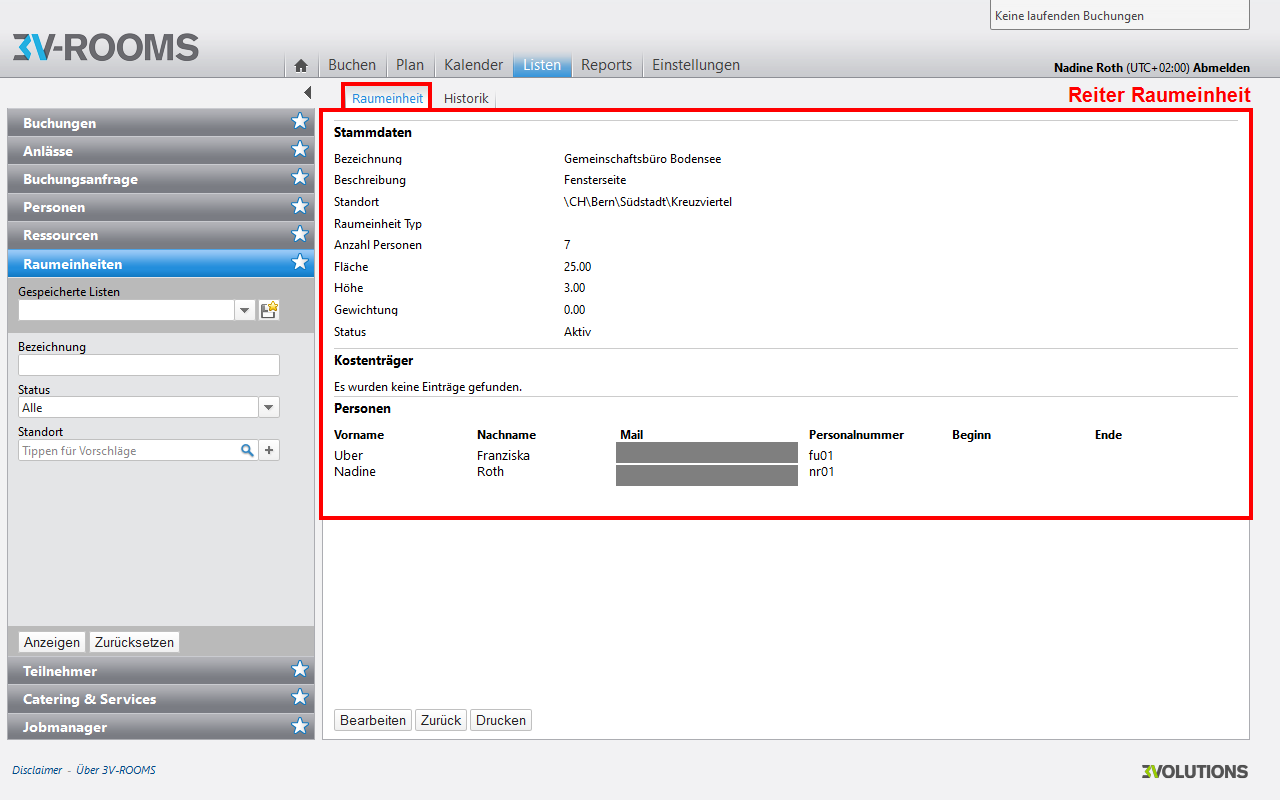 Keine laufenden Buchungen
3V-ROOMS
Buchen Plan Kalender Listen Reports Einstellungen
Nadine Roth (UTC+02:00) Abmelden
Raumeinheit Historik
Reiter Raumeinheit
Buchungen
Anlässe
Buchungsanfrage
Personen
Ressourcen
Raumeinheiten
Gespeicherte Listen
Bezeichnung
Status
Alle
Standort
Tippen für Vorschläge
+
Anzeigen Zurücksetzen
Teilnehmer
Catering & Services
Jobmanager
Stammdaten
Bezeichnung Gemeinschaftsbüro Bodensee
Beschreibung Fensterseite
Standort \CH\Bern\Südstadt\Kreuzviertel
Raumeinheit Typ
Anzahl Personen 7
Fläche 25.00
Höhe 3.00
Gewichtung 0.00
Status Aktiv
Kostenträger
Es wurden keine Einträge gefunden.
Personen
Vorname Nachname Mail Personalnummer Beginn Ende
Uber Franziska fu01
Nadine Roth nr01
Bearbeiten Zurück Drucken
Disclaimer - Über 3V-ROOMS
3VOLUTIONS